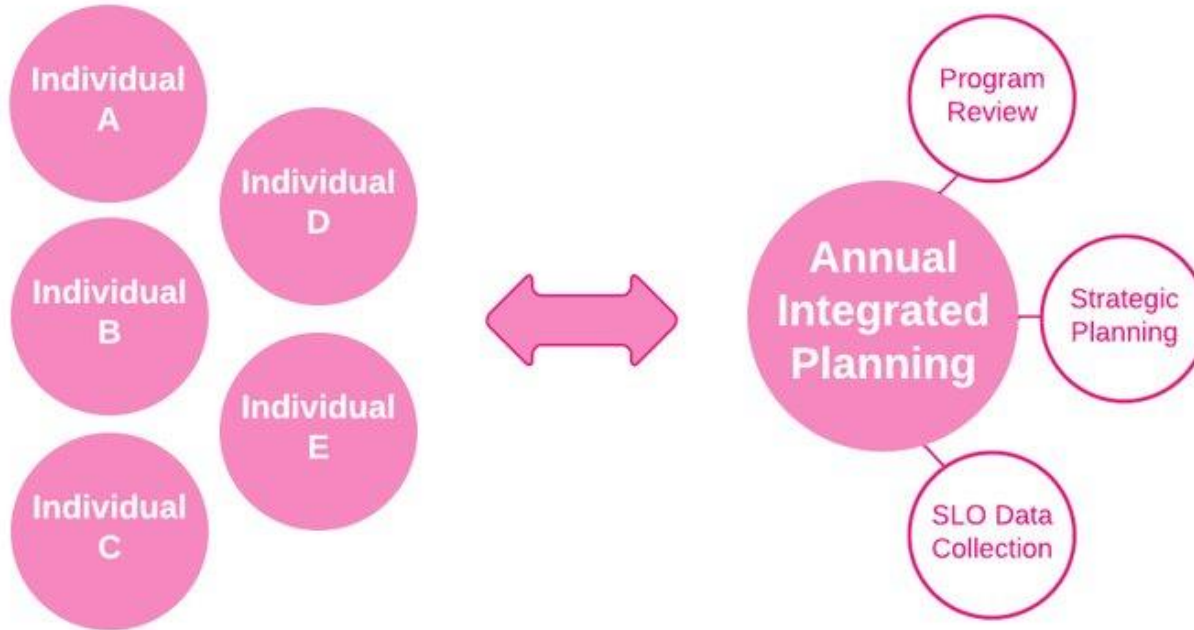 Individual
A
Individual
B
Individual
C
Individual
D
Individual
E
Annual
Integrated
Planning
Program
Review
Strategic
Planning
SLO Data
Collection